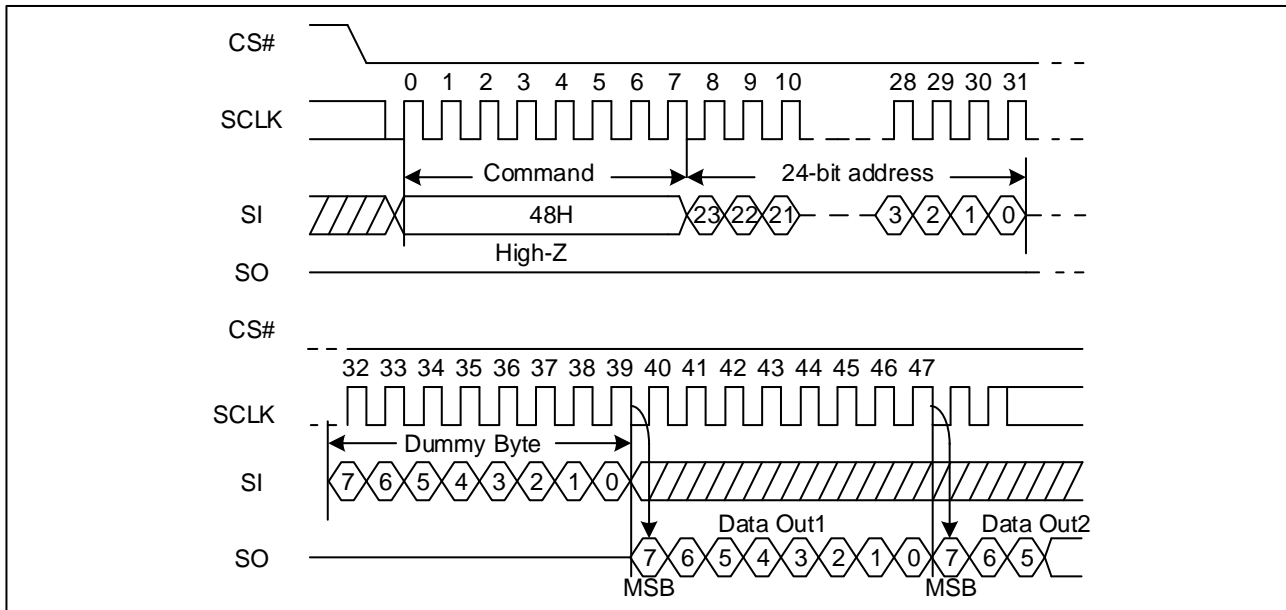 CS#
0 1 2 3 4 5 6 7 8 9 10 28 29 30 31
SCLK
Command 24-bit address
SI 48H 23 22 21 3 2 1 0
High-Z
SO
CS#
32 33 34 35 36 37 38 39 40 41 42 43 44 45 46 47
SCLK
Dummy Byte
SI 7 6 5 4 3 2 1 0
Data Out1 Data Out2
SO 7 6 5 4 3 2 1 0 7 6 5
MSB MSB